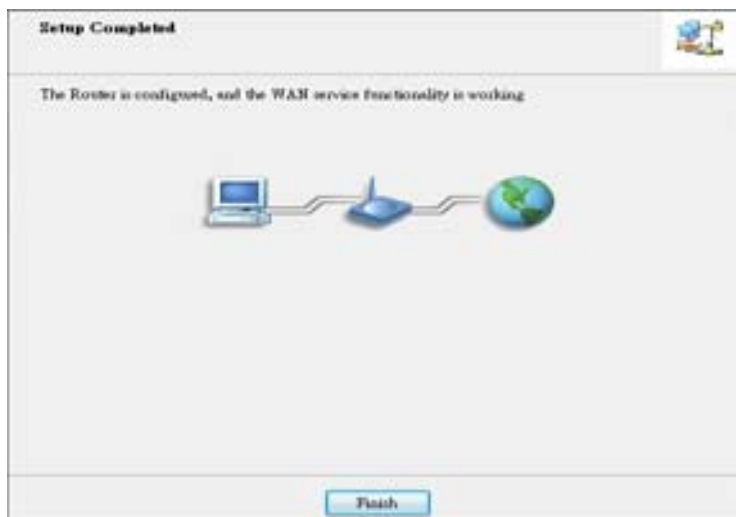 Setup Completed
The Router is configured, and the WAN service functionality is working
Finish